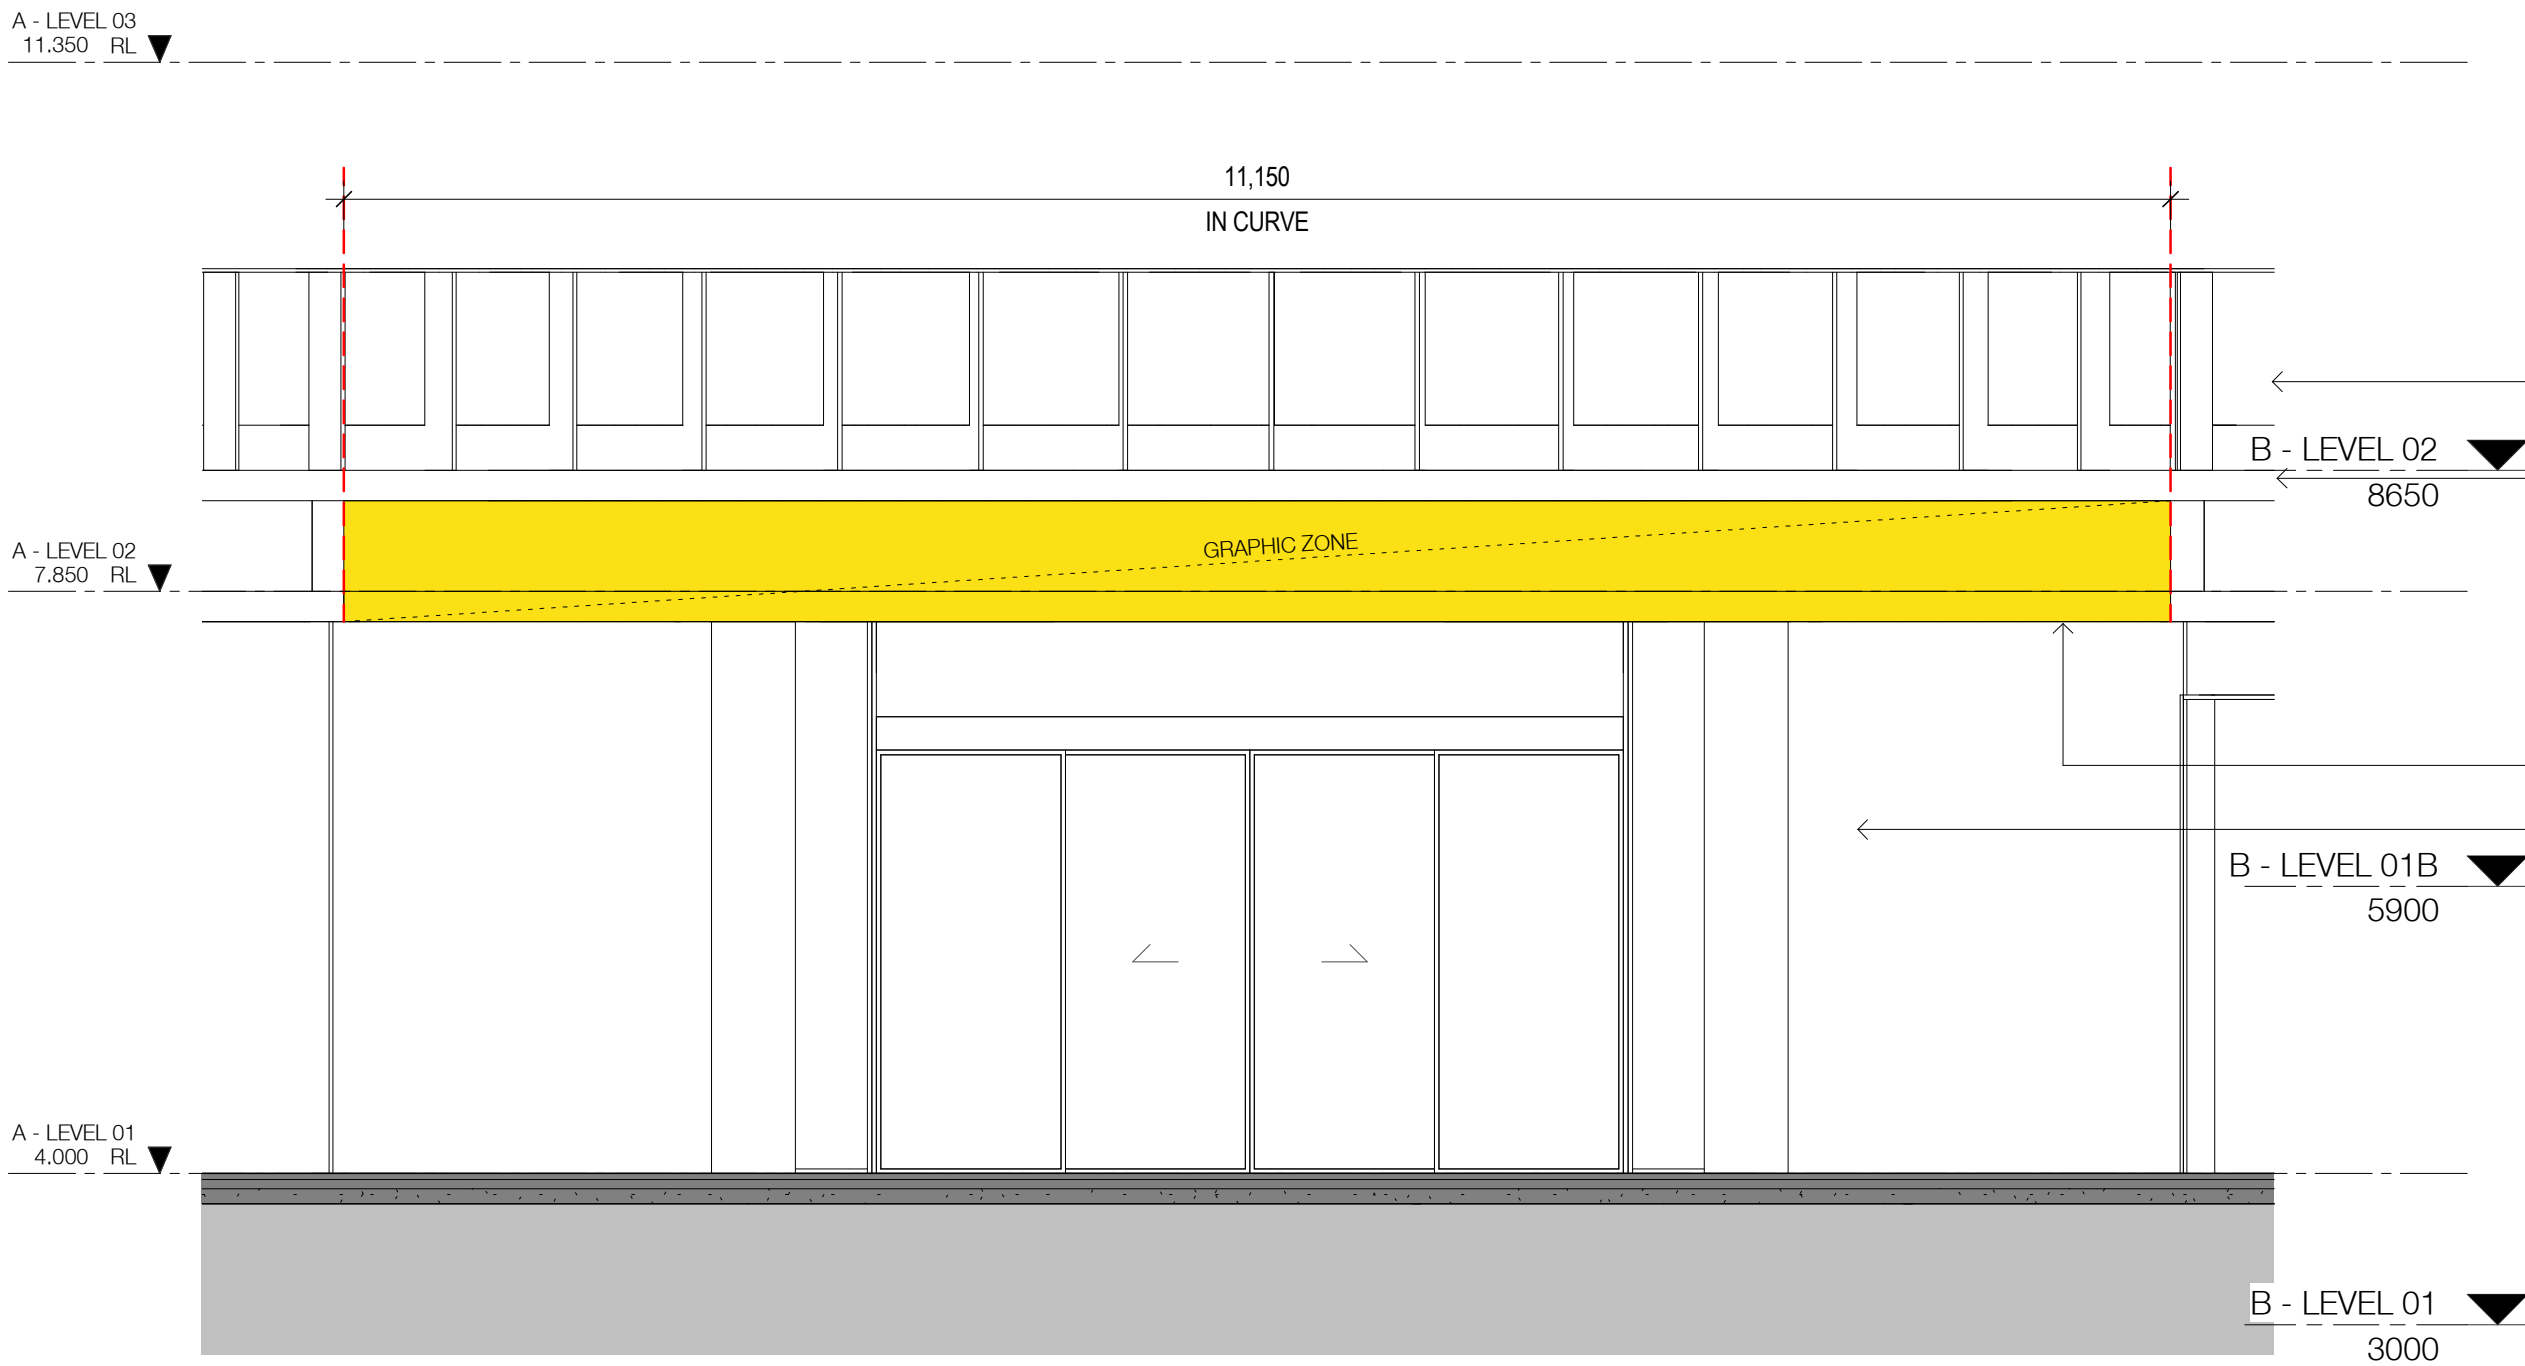 A - LEVEL 03
11.350 RL
11,150
IN CURVE
B - LEVEL 02
8650
GRAPHIC ZONE
A - LEVEL 02
7.850 RL
B - LEVEL 01B
5900
A - LEVEL 01
4.000 RL
B - LEVEL 01
3000